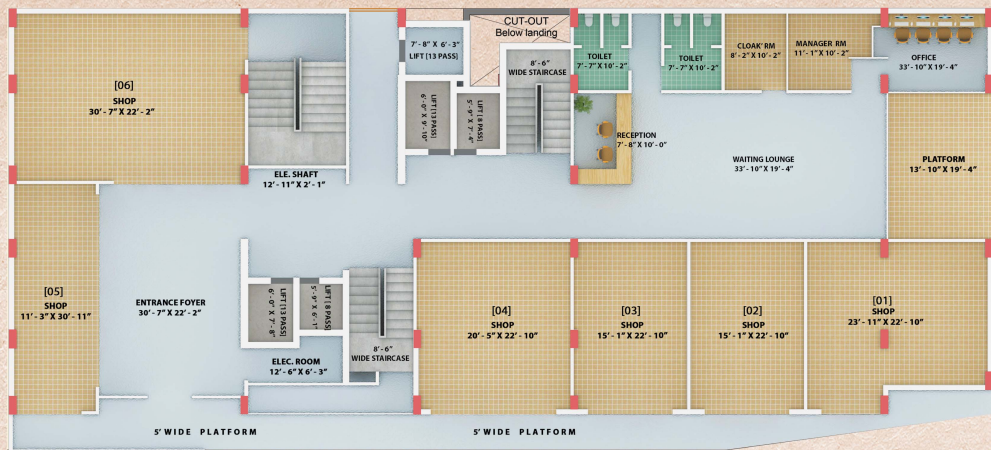 CUT-OUT
Below landing
7'- 8" X 6'- 3"
LIFT [13 PASS]
8'- 6"
WIDE STAIRCASE
TOILET
7'- 7" X 10'- 2"
TOILET
7'- 7" X 10'- 2"
CLOAK' RM
8'- 2" X 10'- 2"
MANAGER RM
11'- 1" X 10'- 2"
OFFICE
33'- 10" X 19'- 4"
[06]
SHOP
30'- 7" X 22'- 2"
LIFT [13 PASS]
6'- 0" X 9'- 10"
LIFT [8 PASS]
5'- 9" X 7'- 4"
RECEPTION
7'- 8" X 10'- 0"
WAITING LOUNGE
33'- 10" X 19'- 4"
PLATFORM
13'- 10" X 19'- 4"
ELE. SHAFT
12'- 11" X 2'- 1"
[05]
SHOP
11'- 3" X 30'- 11"
ENTRANCE FOYER
30'- 7" X 22'- 2"
LIFT [13 PASS]
6'- 0" X 7'- 8"
LIFT [8 PASS]
5'- 9" X 6'- 1"
8'- 6"
WIDE STAIRCASE
ELEC. ROOM
12'- 6" X 6'- 3"
[04]
SHOP
20'- 5" X 22'- 10"
[03]
SHOP
15'- 1" X 22'- 10"
[02]
SHOP
15'- 1" X 22'- 10"
[01]
SHOP
23'- 11" X 22'- 10"
5' WIDE PLATFORM
5' WIDE PLATFORM